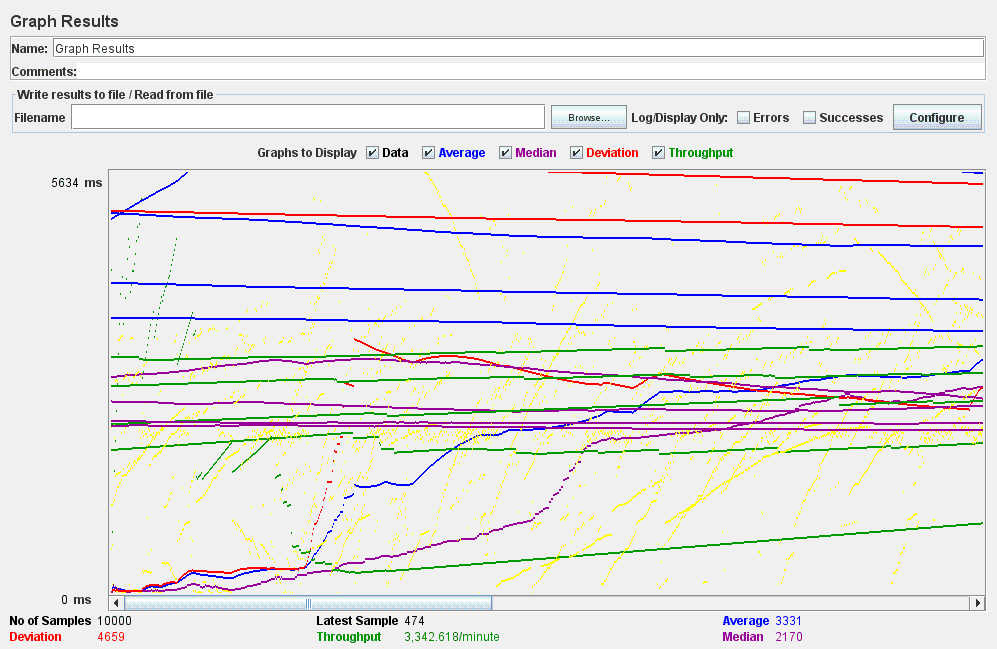 Graph Results
Name: Graph Results
Comments:
Write results to file / Read from file
Filename Browse... Log/Display Only: Errors Successes Configure
Graphs to Display Data Average Median Deviation Throughput
5634 ms
0 ms
No of Samples 10000 Latest Sample 474 Average 3331
Deviation 4659 Throughput 3,342.618/minute Median 2170